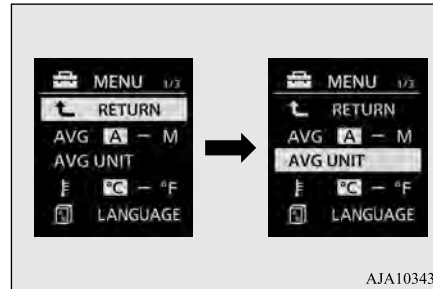 MENU 1/3
RETURN
AVG A – M
AVG UNIT
°C – °F
LANGUAGE
MENU 1/3
RETURN
AVG A – M
AVG UNIT
°C – °F
LANGUAGE
AJA10343